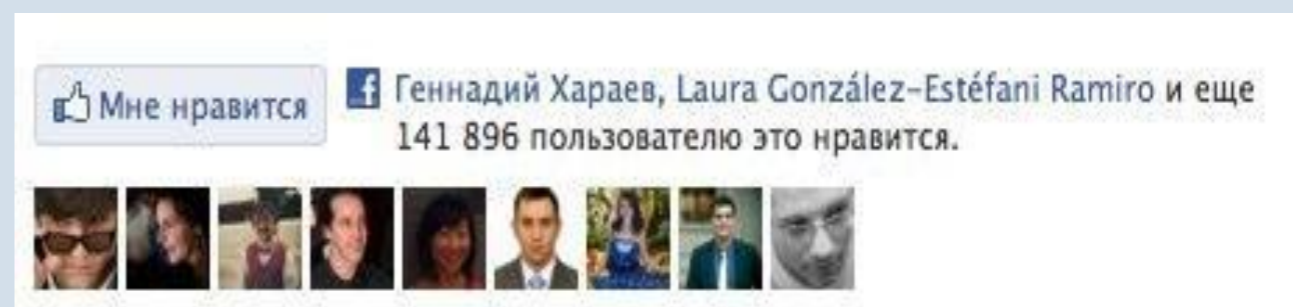 Мне нравится
Геннадий Хараев, Laura González-Estéfani Ramiro и еще
141 896 пользователю это нравится.